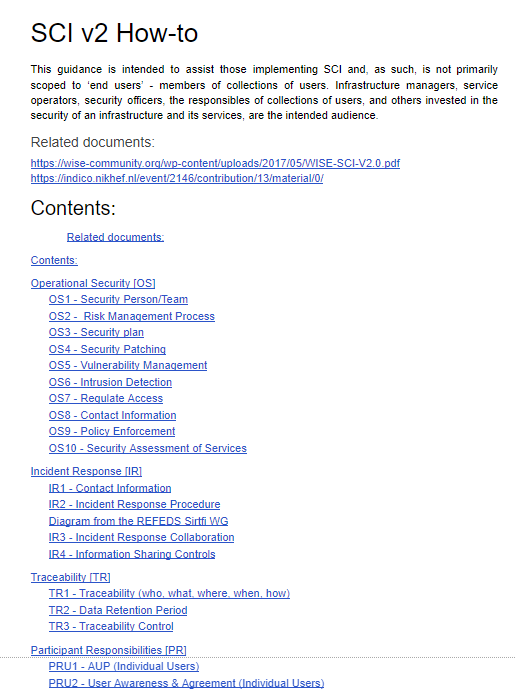 SCI v2 How-to
This guidance is intended to assist those implementing SCI and, as such, is not primarily
scoped to ‘end users’ - members of collections of users. Infrastructure managers, service
operators, security officers, the responsibles of collections of users, and others invested in the
security of an infrastructure and its services, are the intended audience.
Related documents:
https://wise-community.org/wp-content/uploads/2017/05/WISE-SCI-V2.0.pdf
https://indico.nikhef.nl/event/2146/contribution/13/material/0/
Contents:
Related documents:
Contents:
Operational Security [OS]
OS1 - Security Person/Team
OS2 - Risk Management Process
OS3 - Security plan
OS4 - Security Patching
OS5 - Vulnerability Management
OS6 - Intrusion Detection
OS7 - Regulate Access
OS8 - Contact Information
OS9 - Policy Enforcement
OS10 - Security Assessment of Services
Incident Response [IR]
IR1 - Contact Information
IR2 - Incident Response Procedure
Diagram from the REFEDS Sirtfi WG
IR3 - Incident Response Collaboration
IR4 - Information Sharing Controls
Traceability [TR]
TR1 - Traceability (who, what, where, when, how)
TR2 - Data Retention Period
TR3 - Traceability Control
Participant Responsibilities [PR]
PRU1 - AUP (Individual Users)
PRU2 - User Awareness & Agreement (Individual Users)